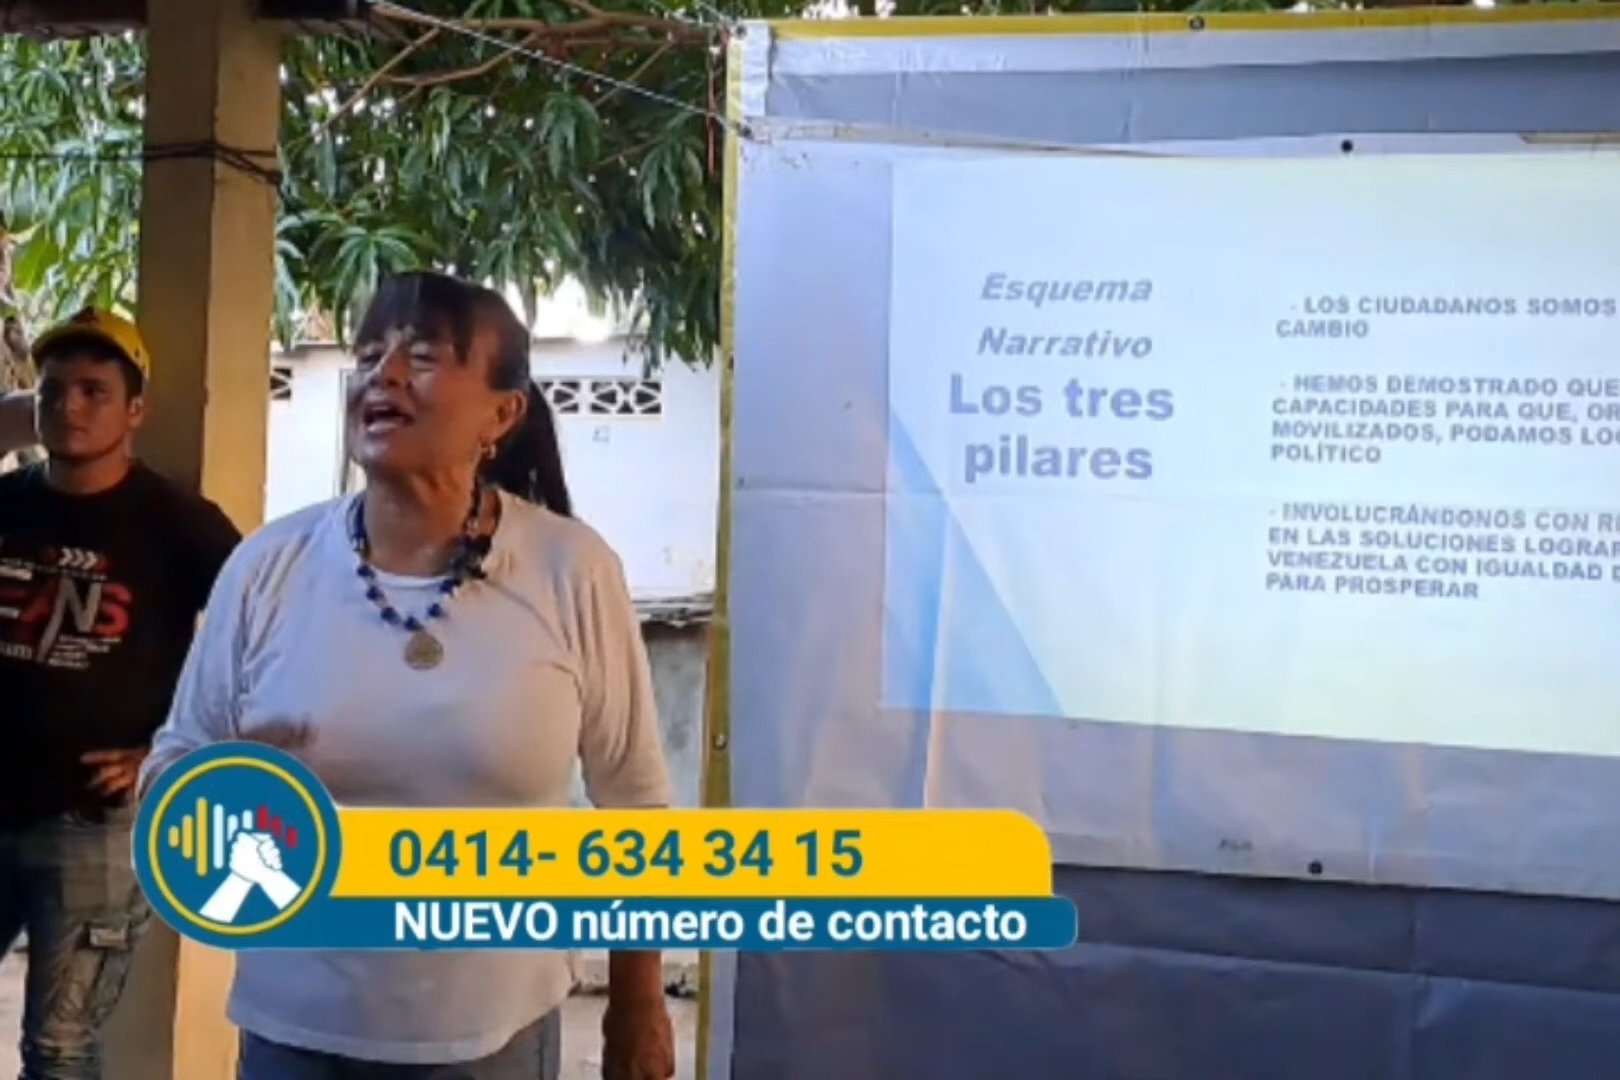 Esquema
Narrativo
Los tres
pilares
- LOS CIUDADANOS SOMOS
CAMBIO
- HEMOS DEMOSTRADO QUE
CAPACIDADES PARA QUE,
MOVILIZADOS, PODAMOS
POLÍTICO
- INVOLUCRÁNDONOS CON
EN LAS SOLUCIONES
VENEZUELA CON IGUALDAD
PARA PROSPERAR
0414- 634 34 15
NUEVO número de contacto